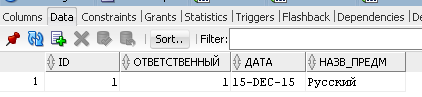 Columns Data Constraints Grants Statistics Triggers Flashback Dependencies De
Sort.. Filter:
ID ОТВЕТСТВЕННЫЙ ДАТА НАЗВ_ПРЕДМ
1 1 1 15-DEC-15 Русский